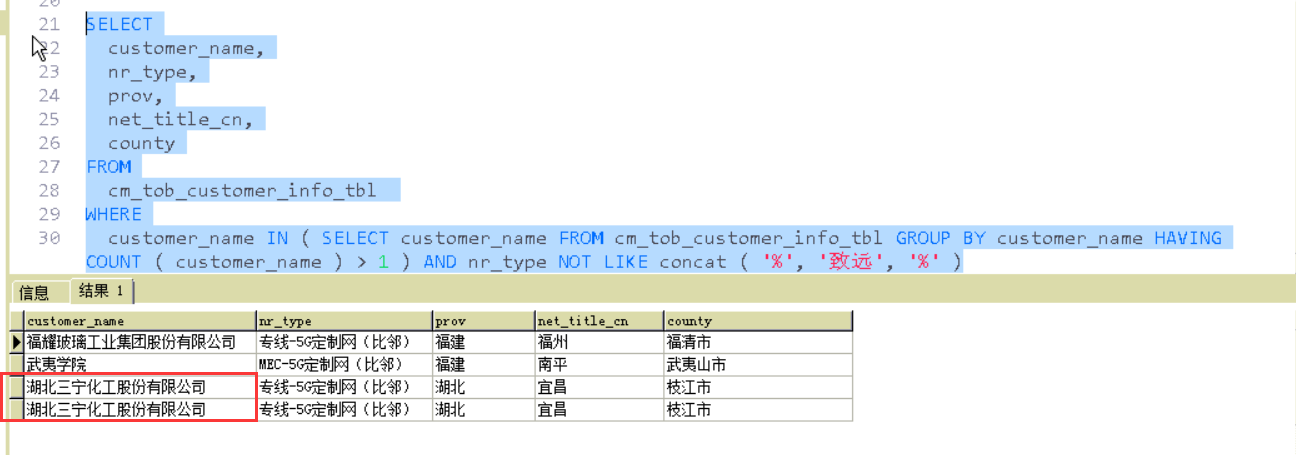 20
21 SELECT
22 customer_name,
23 nr_type,
24 prov,
25 net_title_cn,
26 county
27 FROM
28 cm_tob_customer_info_tbl
29 WHERE
30 customer_name IN ( SELECT customer_name FROM cm_tob_customer_info_tbl GROUP BY customer_name HAVING
COUNT ( customer_name ) > 1 ) AND nr_type NOT LIKE concat ( '%', '致远', '%' )
信息 结果 1
customer_name nr_type prov net_title_cn county
福耀玻璃工业集团股份有限公司 专线-5G定制网（比邻） 福建 福州 福清市
武夷学院 MEC-5G定制网（比邻） 福建 南平 武夷山市
湖北三宁化工股份有限公司 专线-5G定制网（比邻） 湖北 宜昌 枝江市
湖北三宁化工股份有限公司 专线-5G定制网（比邻） 湖北 宜昌 枝江市